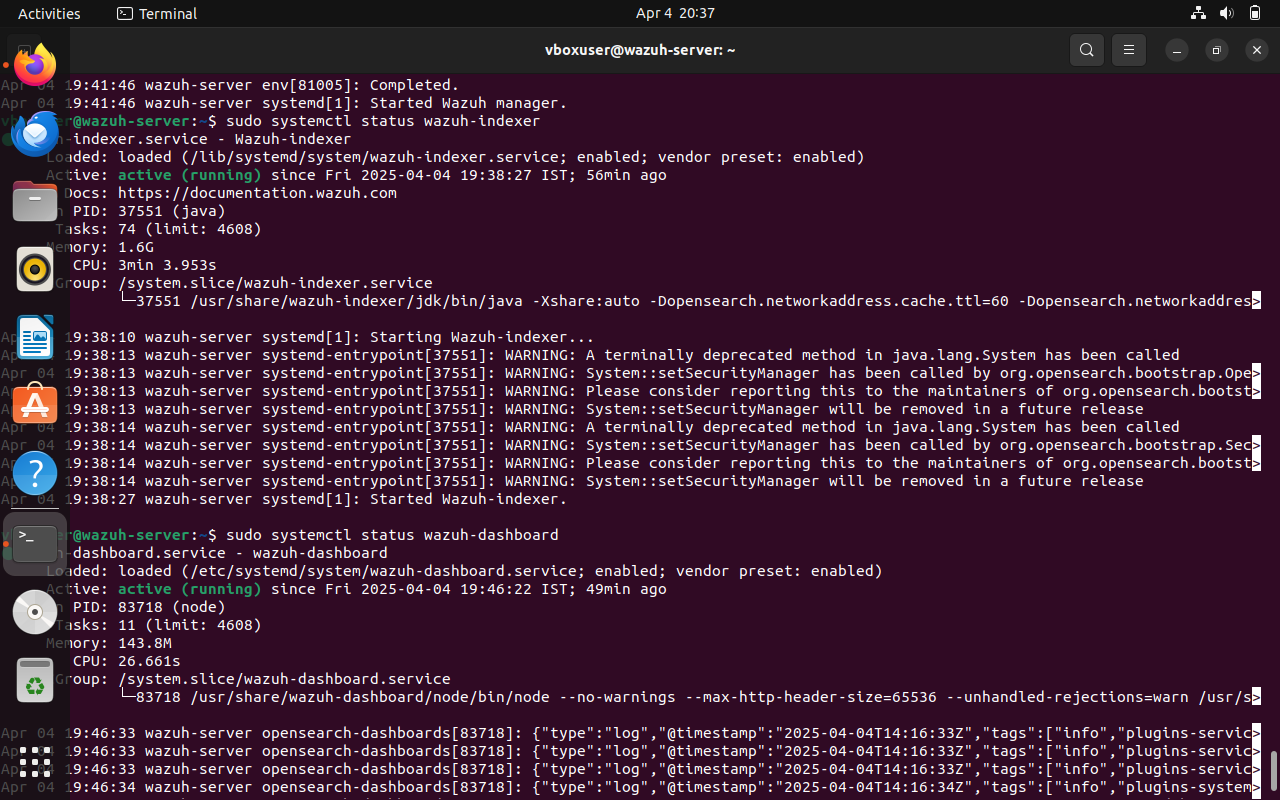 Activities Terminal Apr 4 20:37
vboxuser@wazuh-server: ~
Apr 04 19:41:46 wazuh-server env[81005]: Completed.
Apr 04 19:41:46 wazuh-server systemd[1]: Started Wazuh manager.
er@wazuh-server:~$ sudo systemctl status wazuh-indexer
h-indexer.service - Wazuh-indexer
Loaded: loaded (/lib/systemd/system/wazuh-indexer.service; enabled; vendor preset: enabled)
Active: active (running) since Fri 2025-04-04 19:38:27 IST; 56min ago
Docs: https://documentation.wazuh.com
PID: 37551 (java)
Tasks: 74 (limit: 4608)
Memory: 1.6G
CPU: 3min 3.953s
Group: /system.slice/wazuh-indexer.service
└─37551 /usr/share/wazuh-indexer/jdk/bin/java -Xshare:auto -Dopensearch.networkaddress.cache.ttl=60 -Dopensearch.networkaddres>
Apr 04 19:38:10 wazuh-server systemd[1]: Starting Wazuh-indexer...
Apr 04 19:38:13 wazuh-server systemd-entrypoint[37551]: WARNING: A terminally deprecated method in java.lang.System has been called
Apr 04 19:38:13 wazuh-server systemd-entrypoint[37551]: WARNING: System::setSecurityManager has been called by org.opensearch.bootstrap.Ope>
Apr 04 19:38:13 wazuh-server systemd-entrypoint[37551]: WARNING: Please consider reporting this to the maintainers of org.opensearch.bootst>
Apr 04 19:38:13 wazuh-server systemd-entrypoint[37551]: WARNING: System::setSecurityManager will be removed in a future release
Apr 04 19:38:14 wazuh-server systemd-entrypoint[37551]: WARNING: A terminally deprecated method in java.lang.System has been called
Apr 04 19:38:14 wazuh-server systemd-entrypoint[37551]: WARNING: System::setSecurityManager has been called by org.opensearch.bootstrap.Sec>
Apr 04 19:38:14 wazuh-server systemd-entrypoint[37551]: WARNING: Please consider reporting this to the maintainers of org.opensearch.bootst>
Apr 04 19:38:14 wazuh-server systemd-entrypoint[37551]: WARNING: System::setSecurityManager will be removed in a future release
Apr 04 19:38:27 wazuh-server systemd[1]: Started Wazuh-indexer.
er@wazuh-server:~$ sudo systemctl status wazuh-dashboard
h-dashboard.service - wazuh-dashboard
Loaded: loaded (/etc/systemd/system/wazuh-dashboard.service; enabled; vendor preset: enabled)
Active: active (running) since Fri 2025-04-04 19:46:22 IST; 49min ago
PID: 83718 (node)
Tasks: 11 (limit: 4608)
Memory: 143.8M
CPU: 26.661s
Group: /system.slice/wazuh-dashboard.service
└─83718 /usr/share/wazuh-dashboard/node/bin/node --no-warnings --max-http-header-size=65536 --unhandled-rejections=warn /usr/s>
Apr 04 19:46:33 wazuh-server opensearch-dashboards[83718]: {"type":"log","@timestamp":"2025-04-04T14:16:33Z","tags":["info","plugins-servic>
Apr 04 19:46:33 wazuh-server opensearch-dashboards[83718]: {"type":"log","@timestamp":"2025-04-04T14:16:33Z","tags":["info","plugins-servic>
Apr 04 19:46:33 wazuh-server opensearch-dashboards[83718]: {"type":"log","@timestamp":"2025-04-04T14:16:33Z","tags":["info","plugins-servic>
Apr 04 19:46:34 wazuh-server opensearch-dashboards[83718]: {"type":"log","@timestamp":"2025-04-04T14:16:34Z","tags":["info","plugins-system>